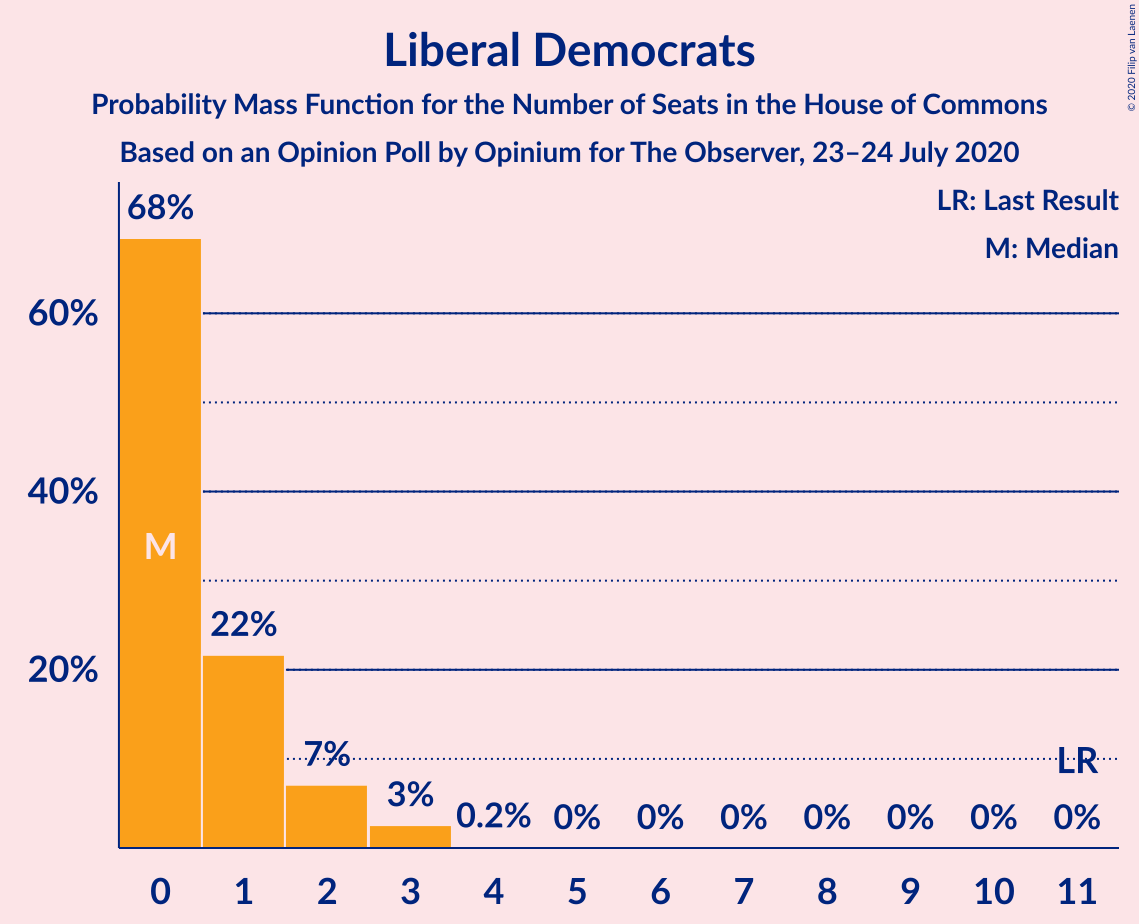 Liberal Democrats
Probability Mass Function for the Number of Seats in the House of Commons
Based on an Opinion Poll by Opinium for The Observer, 23–24 July 2020
© 2020 Filip van Laenen
LR: Last Result
M: Median
68%
60%
40%
M
22%
20%
7%
3%
0.2%
0%
0%
0%
0%
0%
0%
LR
0%
0 1 2 3 4 5 6 7 8 9 10 11